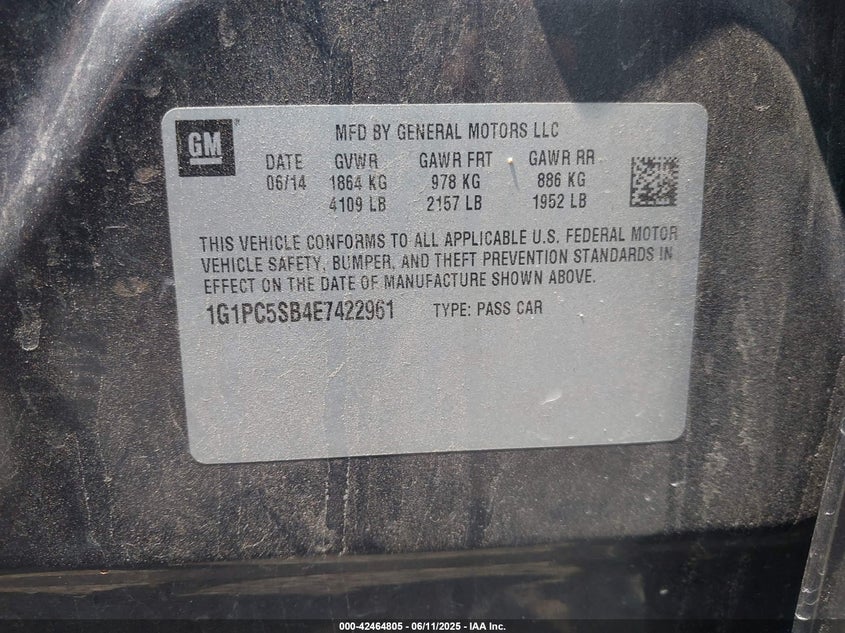 GM®
MFD BY GENERAL MOTORS LLC
DATE GVWR GAWR FRT GAWR RR
06/14 1864 KG 978 KG 886 KG
4109 LB 2157 LB 1952 LB
THIS VEHICLE CONFORMS TO ALL APPLICABLE U.S. FEDERAL MOTOR
VEHICLE SAFETY, BUMPER, AND THEFT PREVENTION STANDARDS IN
EFFECT ON THE DATE OF MANUFACTURE SHOWN ABOVE.
1G1PC5SB4E7422961 TYPE: PASS CAR
000-42464805 - 06/11/2025 - IAA Inc.